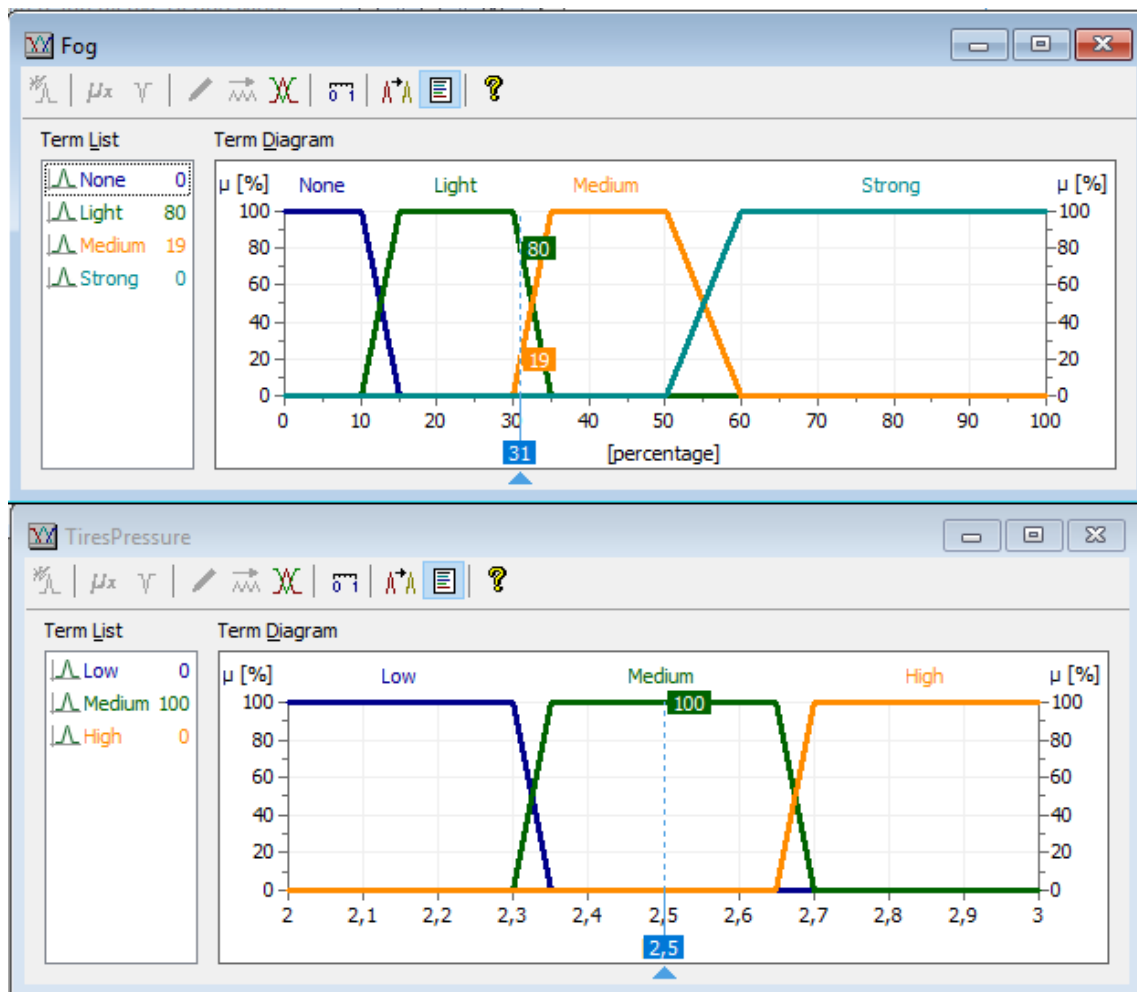 Fog
Term List
Term Diagram
None 0
Light 80
Medium 19
Strong 0
µ [%] None Light Medium Strong µ [%]
100 100
80 80 80
60 60
40 40
20 19 20
0 0
0 10 20 30 40 50 60 70 80 90 100
31 [percentage]
TiresPressure
Term List
Term Diagram
Low 0
Medium 100
High 0
µ [%] Low Medium High µ [%]
100 100 100
80 80
60 60
40 40
20 20
0 0
2 2,1 2,2 2,3 2,4 2,5 2,6 2,7 2,8 2,9 3
2,5